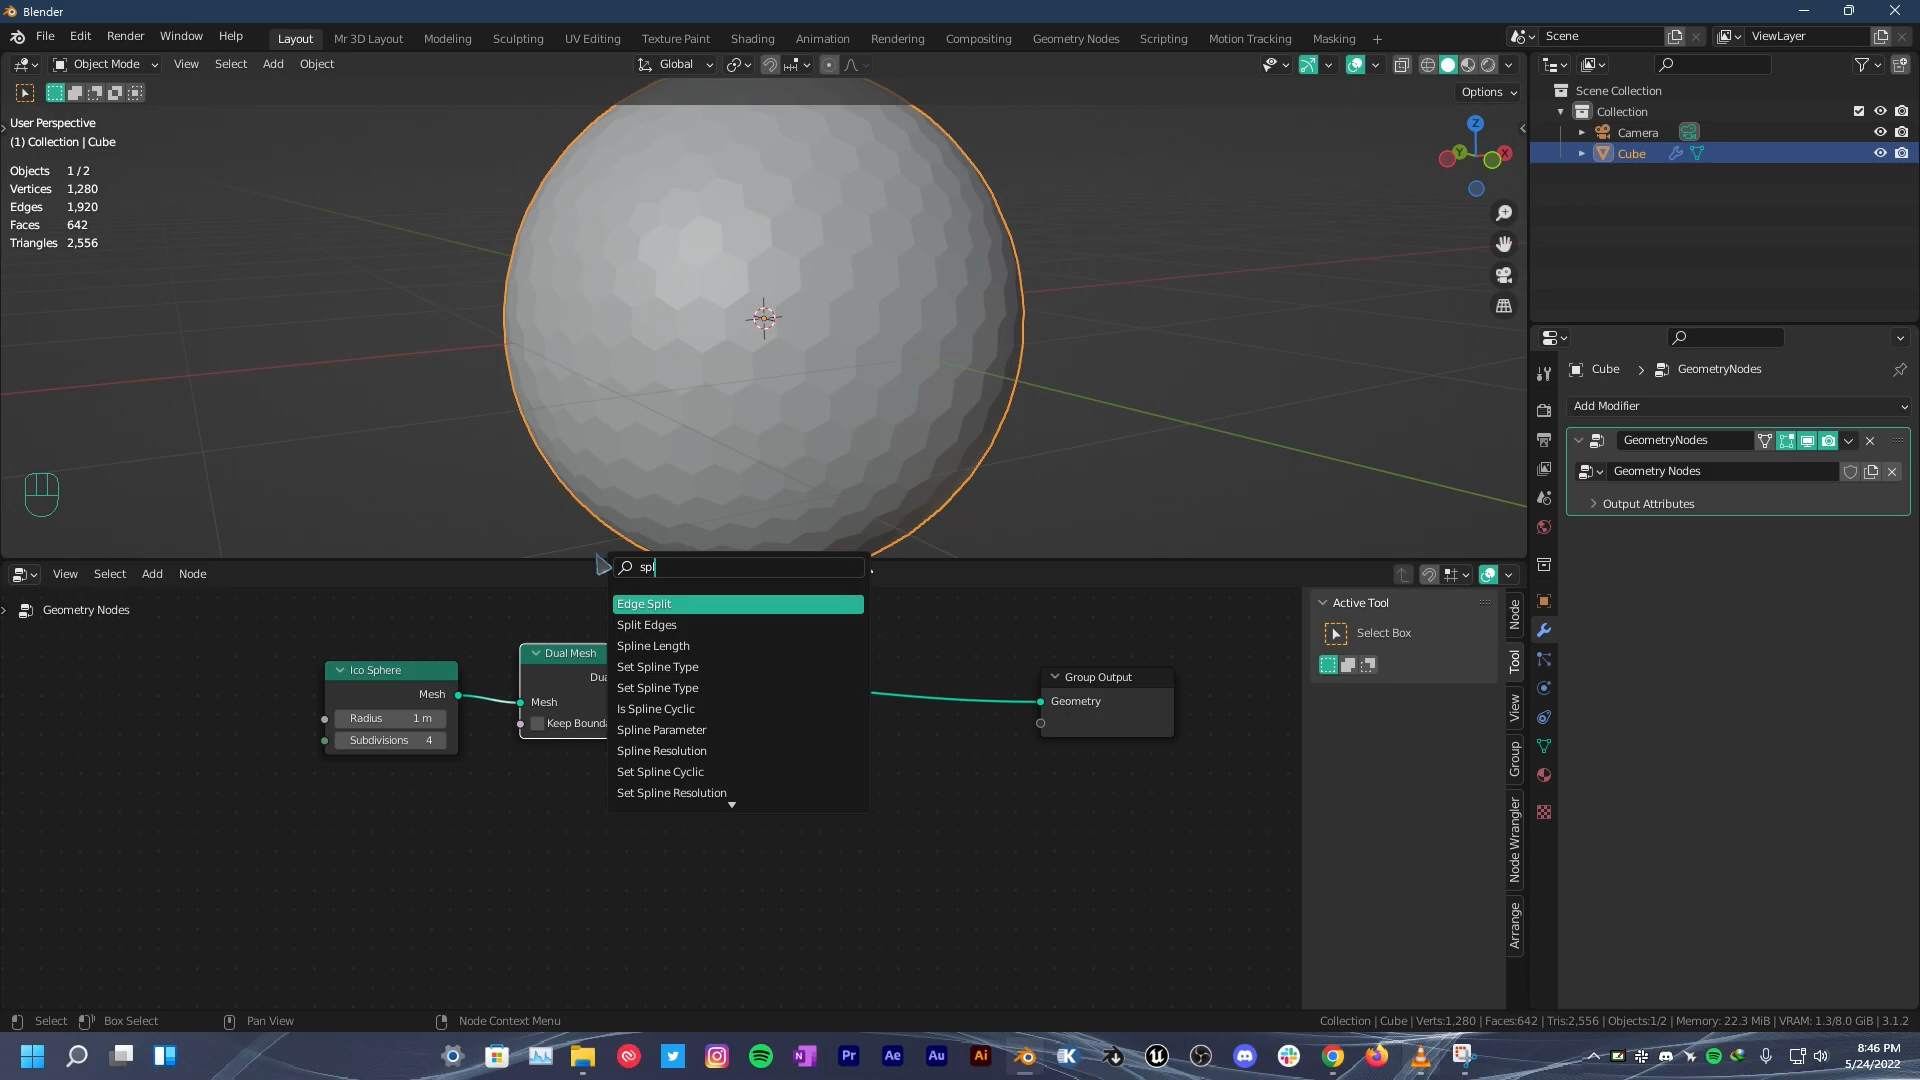 Blender
File Edit Render Window Help
Layout Mr 3D Layout Modeling Sculpting UV Editing Texture Paint Shading Animation Rendering Compositing Geometry Nodes Scripting Motion Tracking Masking +
Scene
ViewLayer
Object Mode View Select Add Object
Global
Options
User Perspective
(1) Collection | Cube
Objects 1 / 2
Vertices 1,280
Edges 1,920
Faces 642
Triangles 2,556
Z
Y
X
Scene Collection
Collection
Camera
Cube
Cube > GeometryNodes
Add Modifier
GeometryNodes
Geometry Nodes
Output Attributes
View Select Add Node
Geometry Nodes
spl
Edge Split
Split Edges
Spline Length
Set Spline Type
Set Spline Type
Is Spline Cyclic
Spline Parameter
Spline Resolution
Set Spline Cyclic
Set Spline Resolution
Ico Sphere
Mesh
Radius 1 m
Subdivisions 4
Dual Mesh
Dua
Mesh
Keep Bounda
Group Output
Geometry
Active Tool
Select Box
Node
Tool
View
Group
Node Wrangler
Arrange
Select Box Select Pan View Node Context Menu
Collection | Cube | Verts:1,280 | Faces:642 | Tris:2,556 | Objects:1/2 | Memory: 22.3 MiB | VRAM: 1.3/8.0 GiB | 3.1.2
N Pr Ae Au Ai K
8:46 PM
5/24/2022